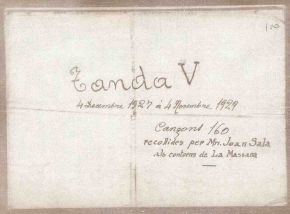 100
Tanda V
4 Desembre 1927 a 4 Novembre 1929
Cançons 160
recollides per Mn. Joan Sala
als contorns de La Massana